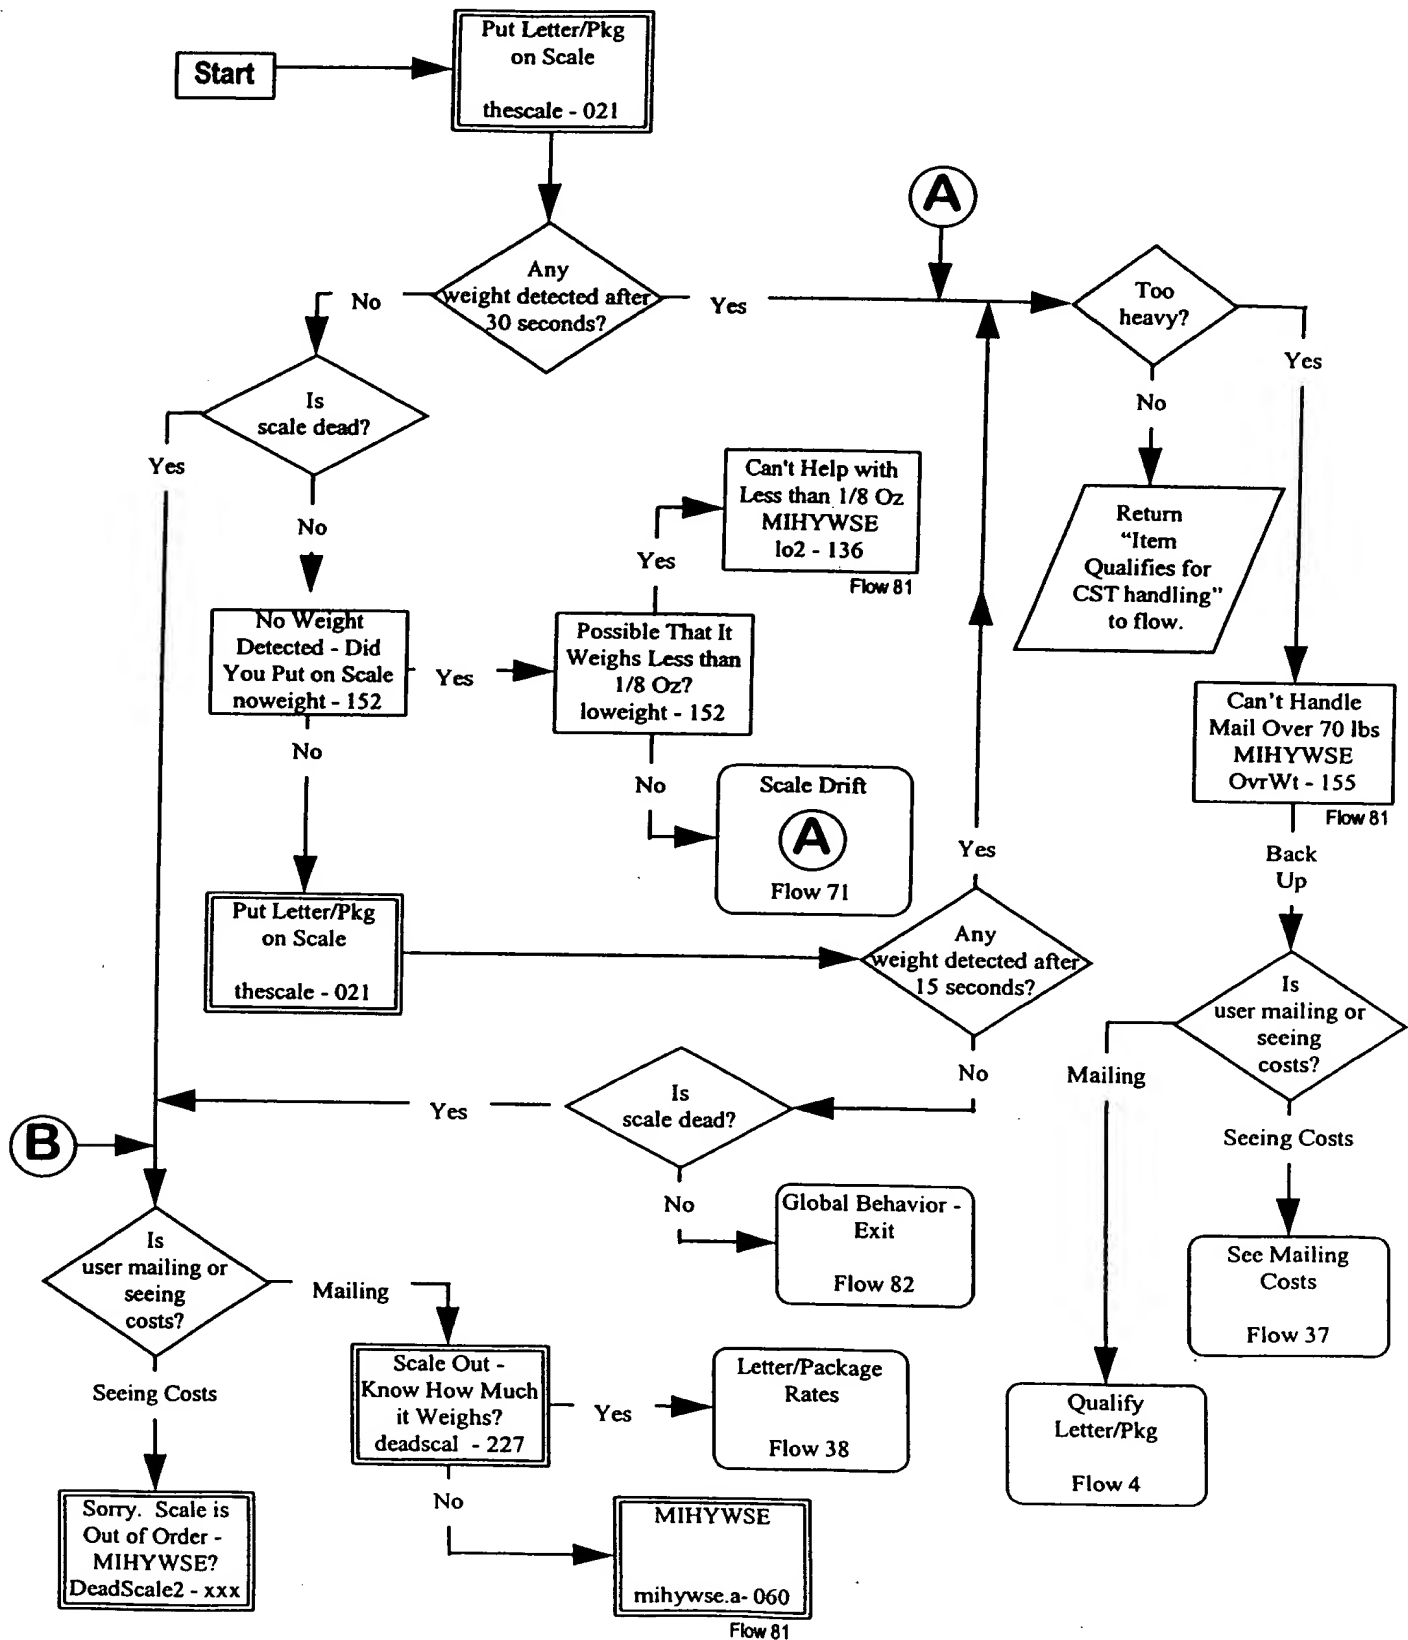 Start
Put Letter/Pkg
on Scale
thescale - 021
A
Any
weight detected after
30 seconds?
No
Yes
Too
heavy?
Yes
No
Is
scale dead?
Yes
No
Can't Help with
Less than 1/8 Oz
MIHYWSE
lo2 - 136
Flow 81
Yes
Return
“Item
Qualifies for
CST handling”
to flow.
No Weight
Detected - Did
You Put on Scale
noweight - 152
Yes
Possible That It
Weighs Less than
1/8 Oz?
loweight - 152
No
No
Can't Handle
Mail Over 70 lbs
MIHYWSE
OvrWt - 155
Flow 81
Scale Drift
A
Flow 71
Yes
Back
Up
Put Letter/Pkg
on Scale
thescale - 021
Any
weight detected after
15 seconds?
No
Is
user mailing or
seeing
costs?
Mailing
Seeing Costs
Is
scale dead?
Yes
No
B
Global Behavior -
Exit
Flow 82
Is
user mailing or
seeing
costs?
Mailing
Seeing Costs
See Mailing
Costs
Flow 37
Scale Out -
Know How Much
it Weighs?
deadscal - 227
Yes
Letter/Package
Rates
Flow 38
Qualify
Letter/Pkg
Flow 4
No
Sorry. Scale is
Out of Order -
MIHYWSE?
DeadScale2 - xxx
MIHYWSE
mihywse.a- 060
Flow 81